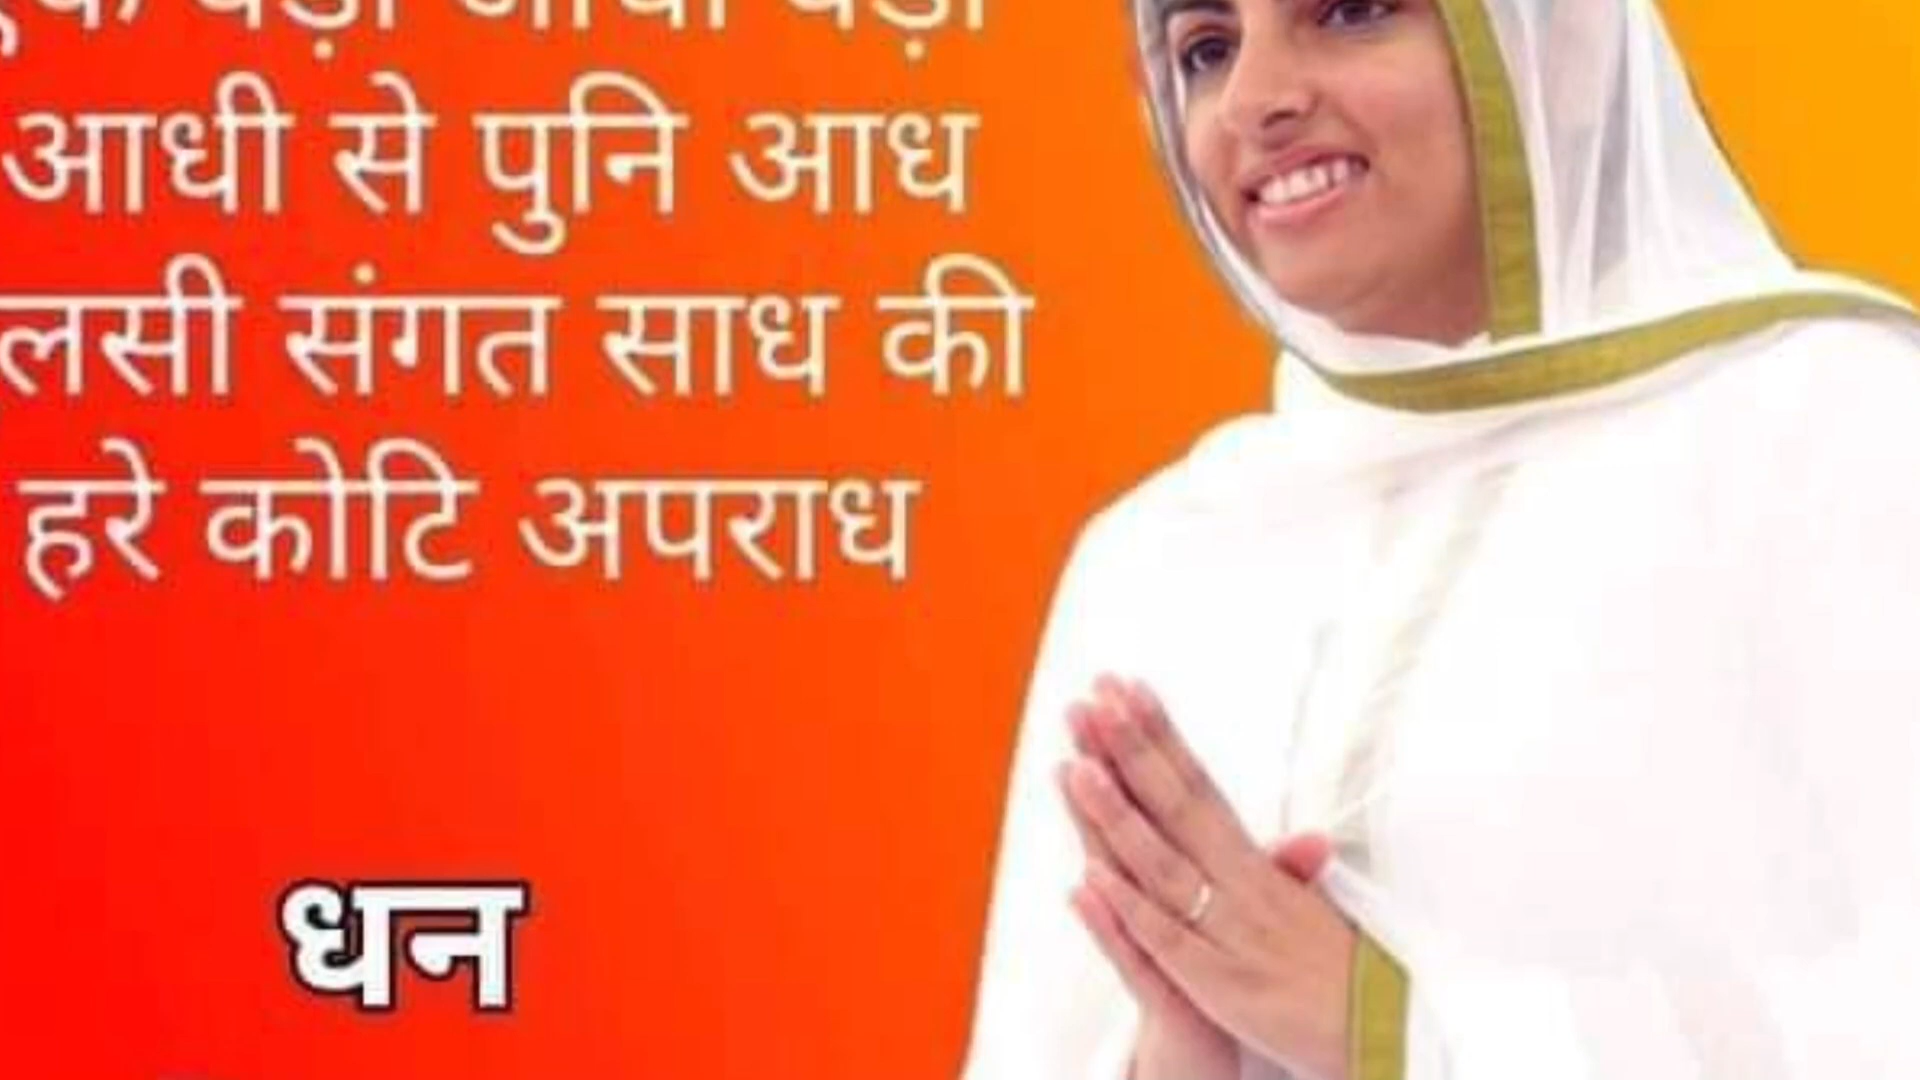 आधी से पुनि आध
लसी संगत साध की
हरे कोटि अपराध
धन